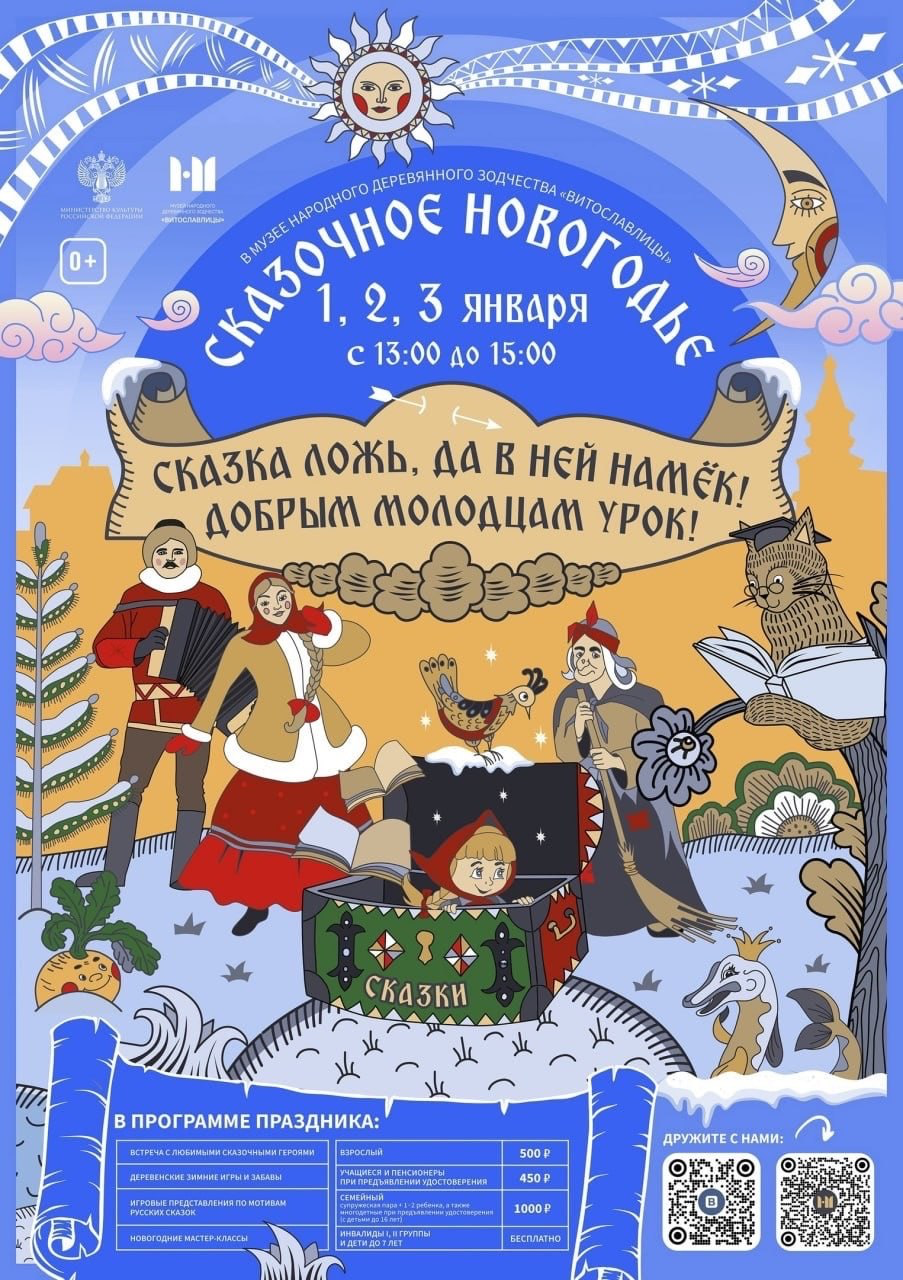 В МУЗЕЕ НАРОДНОГО ДЕРЕВЯННОГО ЗОДЧЕСТВА «ВИТОСЛАВЛИЦЫ»
МИНИСТЕРСТВО КУЛЬТУРЫ
РОССИЙСКОЙ ФЕДЕРАЦИИ
МУЗЕЙ НАРОДНОГО
ДЕРЕВЯННОГО ЗОДЧЕСТВА
«ВИТОСЛАВЛИЦЫ»
0+
СКАЗОЧНОЕ НОВОГОДЬЕ
1, 2, 3 января
с 13:00 до 15:00
СКАЗКА ЛОЖЬ, ДА В НЕЙ НАМЁК!
ДОБРЫМ МОЛОДЦАМ УРОК!
СКАЗКИ
В ПРОГРАММЕ ПРАЗДНИКА:
ВСТРЕЧА С ЛЮБИМЫМИ СКАЗОЧНЫМИ ГЕРОЯМИ
ДЕРЕВЕНСКИЕ ЗИМНИЕ ИГРЫ И ЗАБАВЫ
ИГРОВЫЕ ПРЕДСТАВЛЕНИЯ ПО МОТИВАМ
РУССКИХ СКАЗОК
НОВОГОДНИЕ МАСТЕР-КЛАССЫ
ВЗРОСЛЫЙ 500 ₽
УЧАЩИЕСЯ И ПЕНСИОНЕРЫ
ПРИ ПРЕДЪЯВЛЕНИИ УДОСТОВЕРЕНИЯ 450 ₽
СЕМЕЙНЫЙ
супружеская пара + 1-2 ребенка, а также
многодетные при предъявлении удостоверения
(с детьми до 16 лет) 1000 ₽
ИНВАЛИДЫ I, II ГРУППЫ
И ДЕТИ ДО 7 ЛЕТ БЕСПЛАТНО
ДРУЖИТЕ С НАМИ: